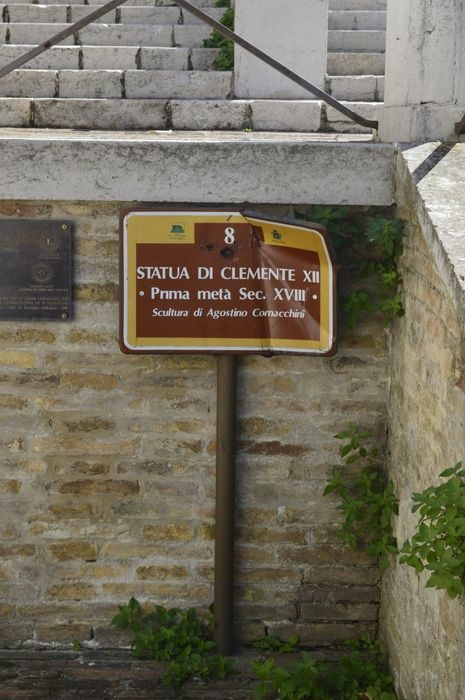 8
STATUA DI CLEMENTE XII
· Prima metà Sec. XVIII ·
Scultura di Agostino Cornacchini